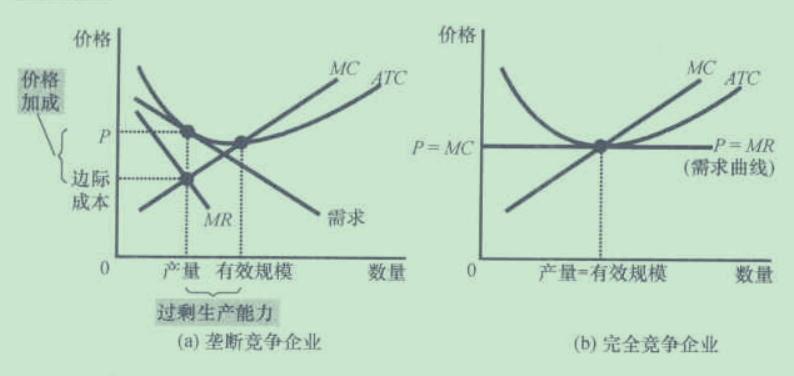 价格
价格
加成
P
边际
成本
MC
ATC
MR
需求
0
产量
有效规模
数量
过剩生产能力
(a) 垄断竞争企业
价格
MC
ATC
P = MC
P = MR
(需求曲线)
0
产量=有效规模
数量
(b) 完全竞争企业